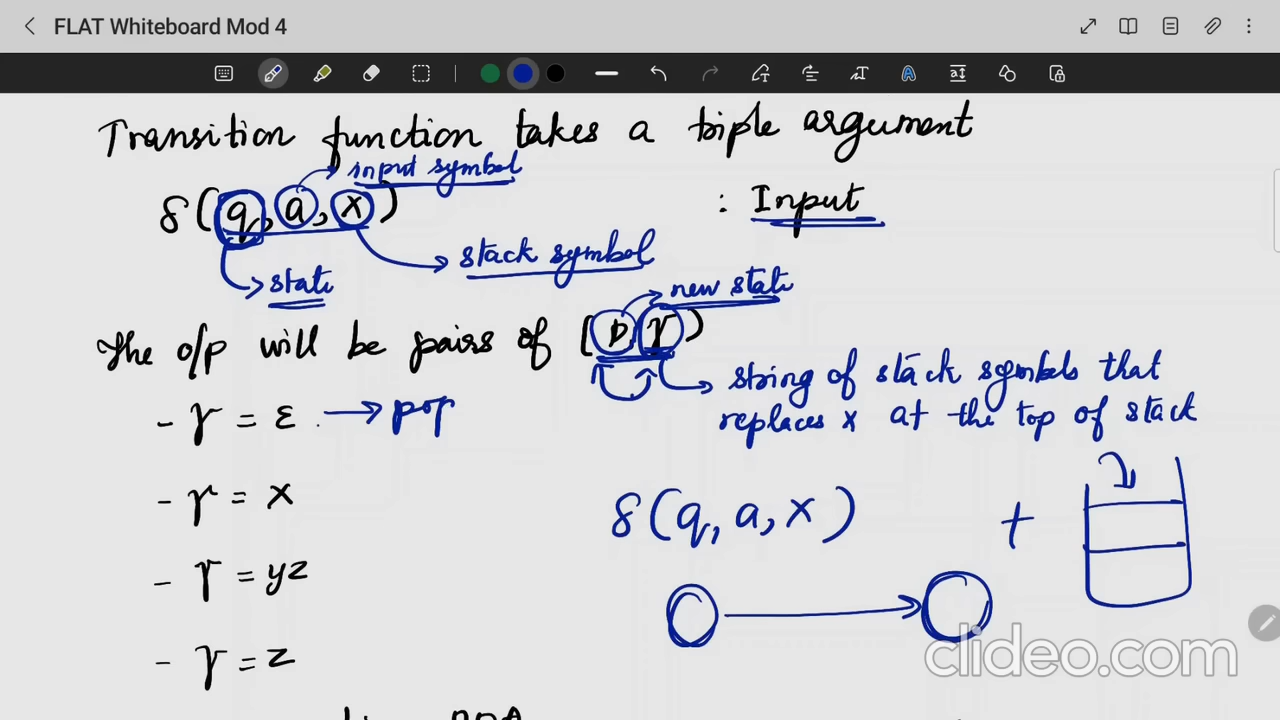 FLAT Whiteboard Mod 4
Transition function takes a triple argument
input symbol
δ(q, a, x) : Input
stack symbol
state
new state
The o/p will be pairs of (p γ)
string of stack symbols that
replaces x at the top of stack
- γ = ε → pop
- γ = x
δ(q, a, x) +
- γ = yz
- γ = z
clideo.com
PDA